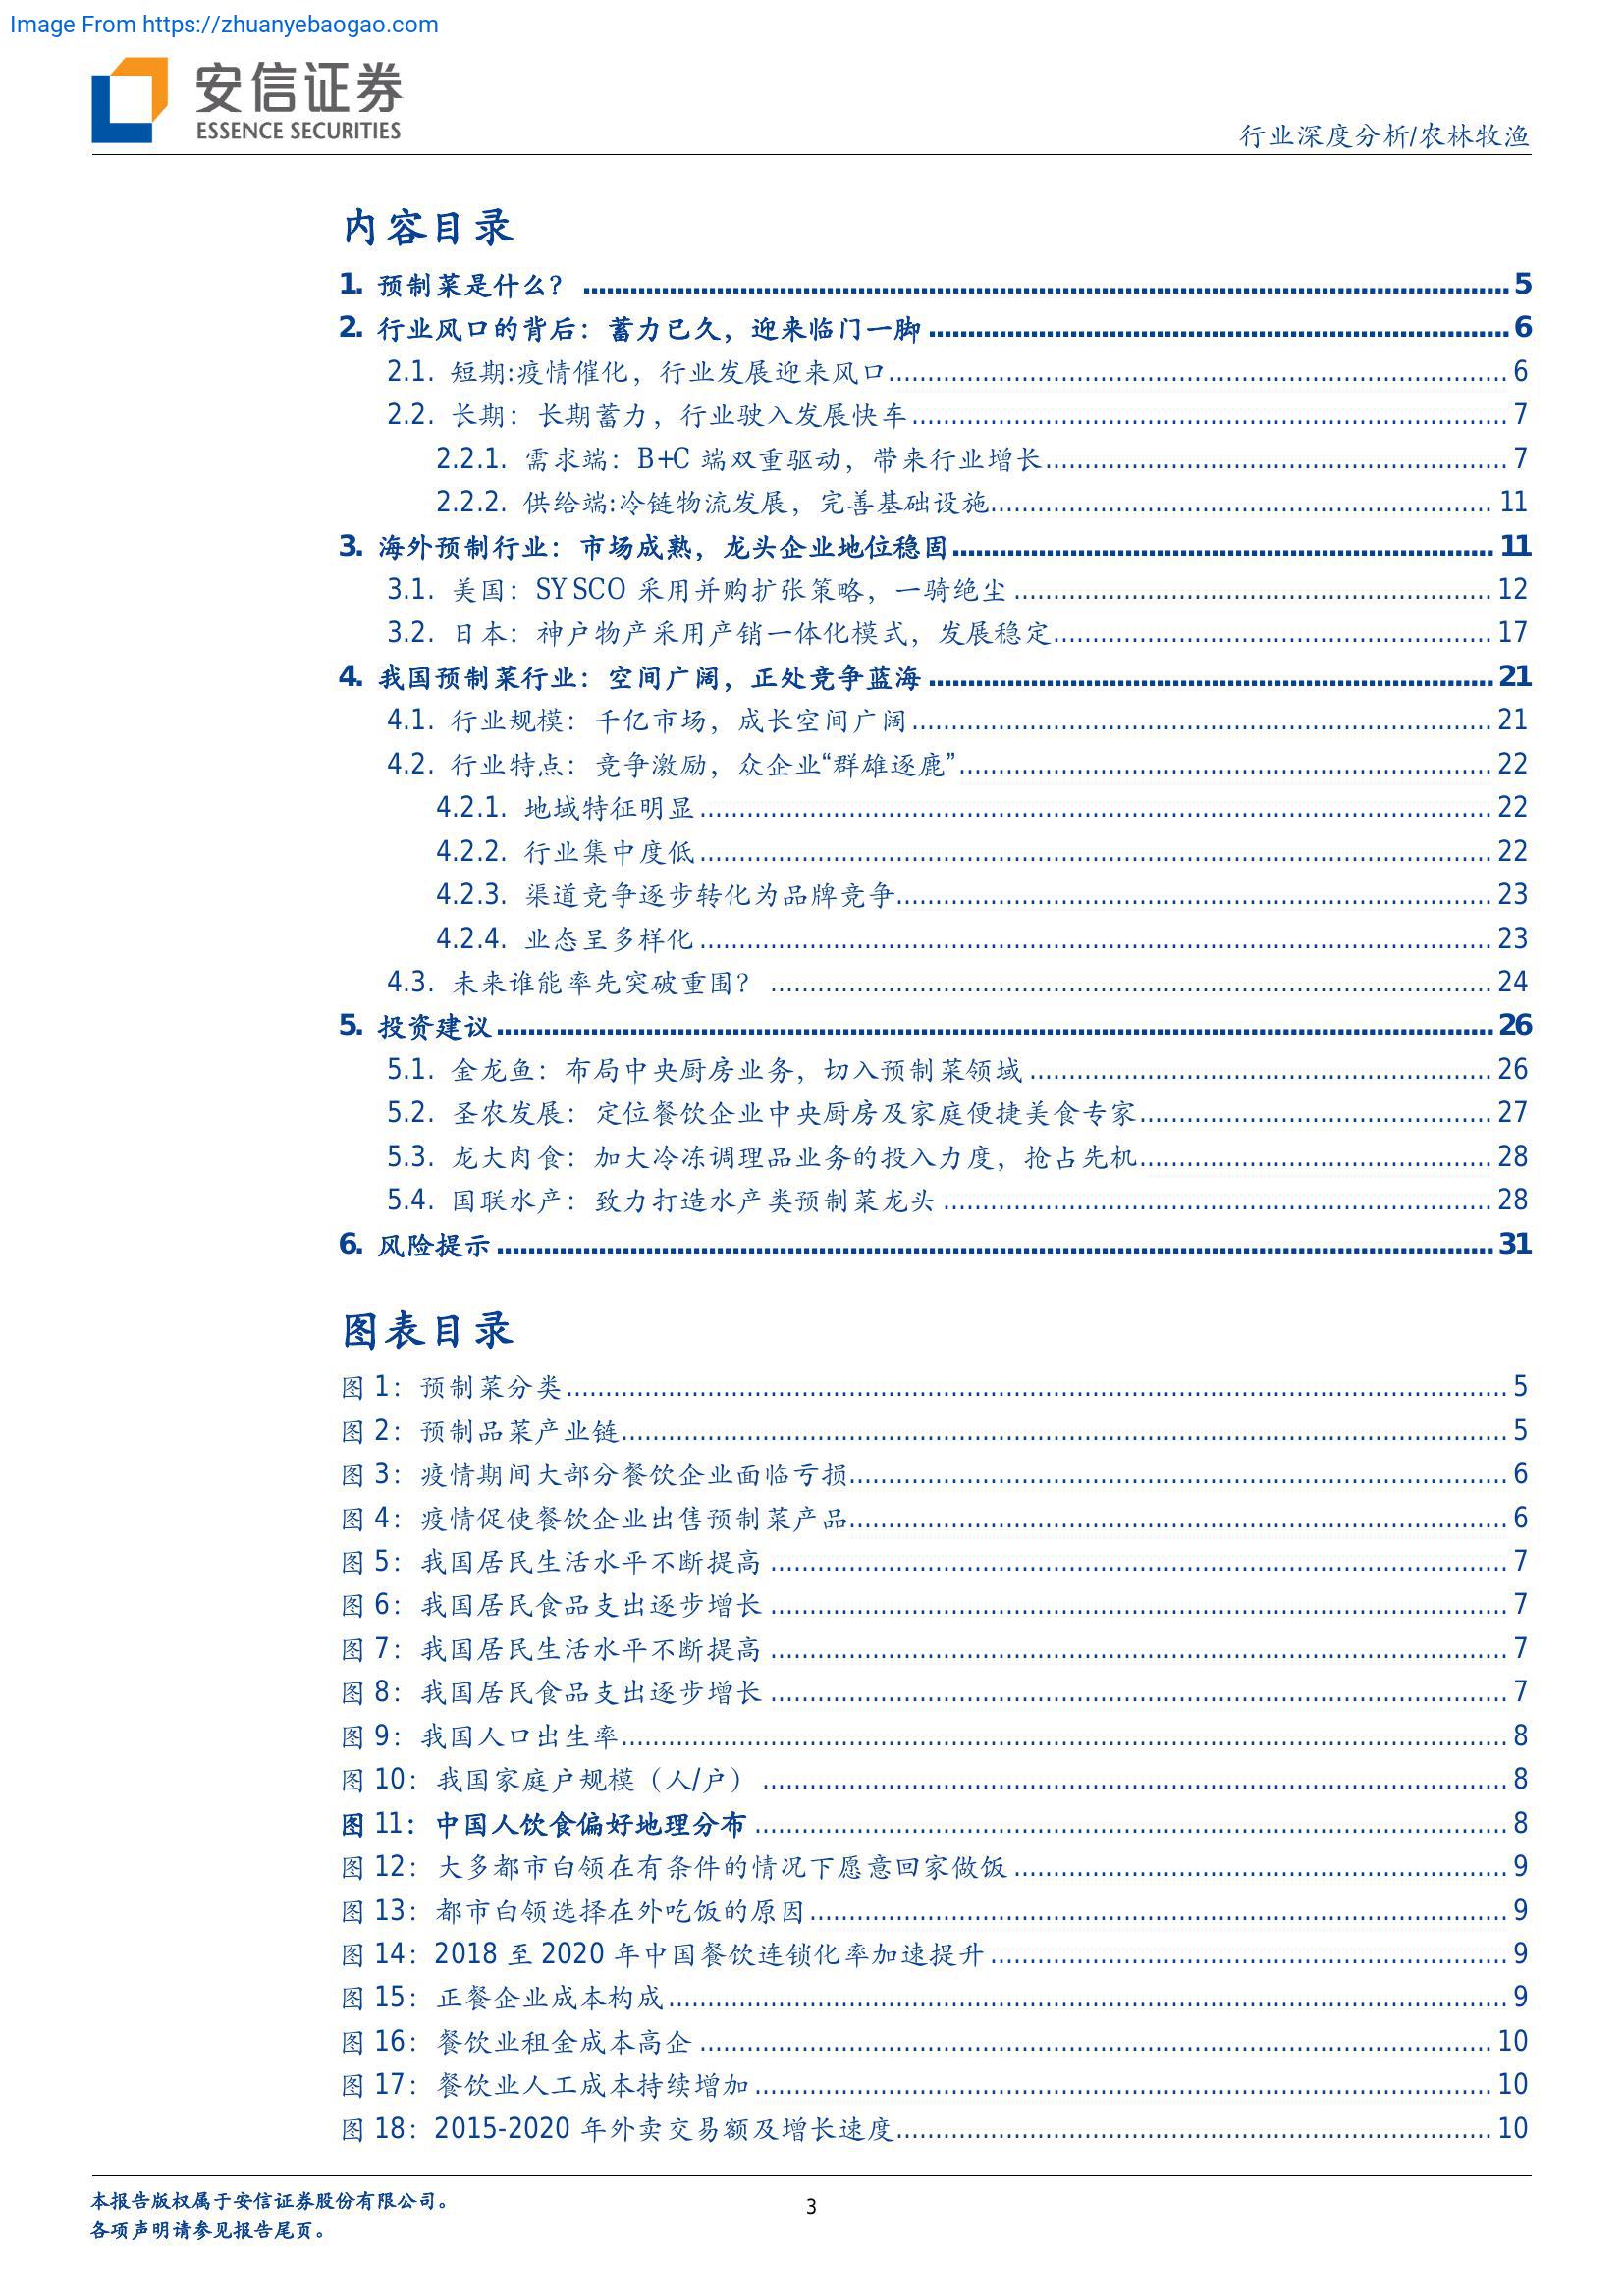 Image From https://zhuanyebaogao.com
安信证券
ESSENCE SECURITIES
行业深度分析/农林牧渔
内容目录
1. 预制菜是什么？ 5
2. 行业风口的背后：蓄力已久，迎来临门一脚 6
2.1. 短期:疫情催化，行业发展迎来风口 6
2.2. 长期：长期蓄力，行业驶入发展快车 7
2.2.1. 需求端：B+C 端双重驱动，带来行业增长 7
2.2.2. 供给端:冷链物流发展，完善基础设施 11
3. 海外预制行业：市场成熟，龙头企业地位稳固 11
3.1. 美国：SYSCO 采用并购扩张策略，一骑绝尘 12
3.2. 日本：神户物产采用产销一体化模式，发展稳定 17
4. 我国预制菜行业：空间广阔，正处竞争蓝海 21
4.1. 行业规模：千亿市场，成长空间广阔 21
4.2. 行业特点：竞争激励，众企业“群雄逐鹿” 22
4.2.1. 地域特征明显 22
4.2.2. 行业集中度低 22
4.2.3. 渠道竞争逐步转化为品牌竞争 23
4.2.4. 业态呈多样化 23
4.3. 未来谁能率先突破重围？ 24
5. 投资建议 26
5.1. 金龙鱼：布局中央厨房业务，切入预制菜领域 26
5.2. 圣农发展：定位餐饮企业中央厨房及家庭便捷美食专家 27
5.3. 龙大肉食：加大冷冻调理品业务的投入力度，抢占先机 28
5.4. 国联水产：致力打造水产类预制菜龙头 28
6. 风险提示 31
图表目录
图 1：预制菜分类 5
图 2：预制品菜产业链 5
图 3：疫情期间大部分餐饮企业面临亏损 6
图 4：疫情促使餐饮企业出售预制菜产品 6
图 5：我国居民生活水平不断提高 7
图 6：我国居民食品支出逐步增长 7
图 7：我国居民生活水平不断提高 7
图 8：我国居民食品支出逐步增长 7
图 9：我国人口出生率 8
图 10：我国家庭户规模（人/户） 8
图 11：中国人饮食偏好地理分布 8
图 12：大多都市白领在有条件的情况下愿意回家做饭 9
图 13：都市白领选择在外吃饭的原因 9
图 14：2018 至 2020 年中国餐饮连锁化率加速提升 9
图 15：正餐企业成本构成 9
图 16：餐饮业租金成本高企 10
图 17：餐饮业人工成本持续增加 10
图 18：2015-2020 年外卖交易额及增长速度 10
本报告版权属于安信证券股份有限公司。
3
各项声明请参见报告尾页。